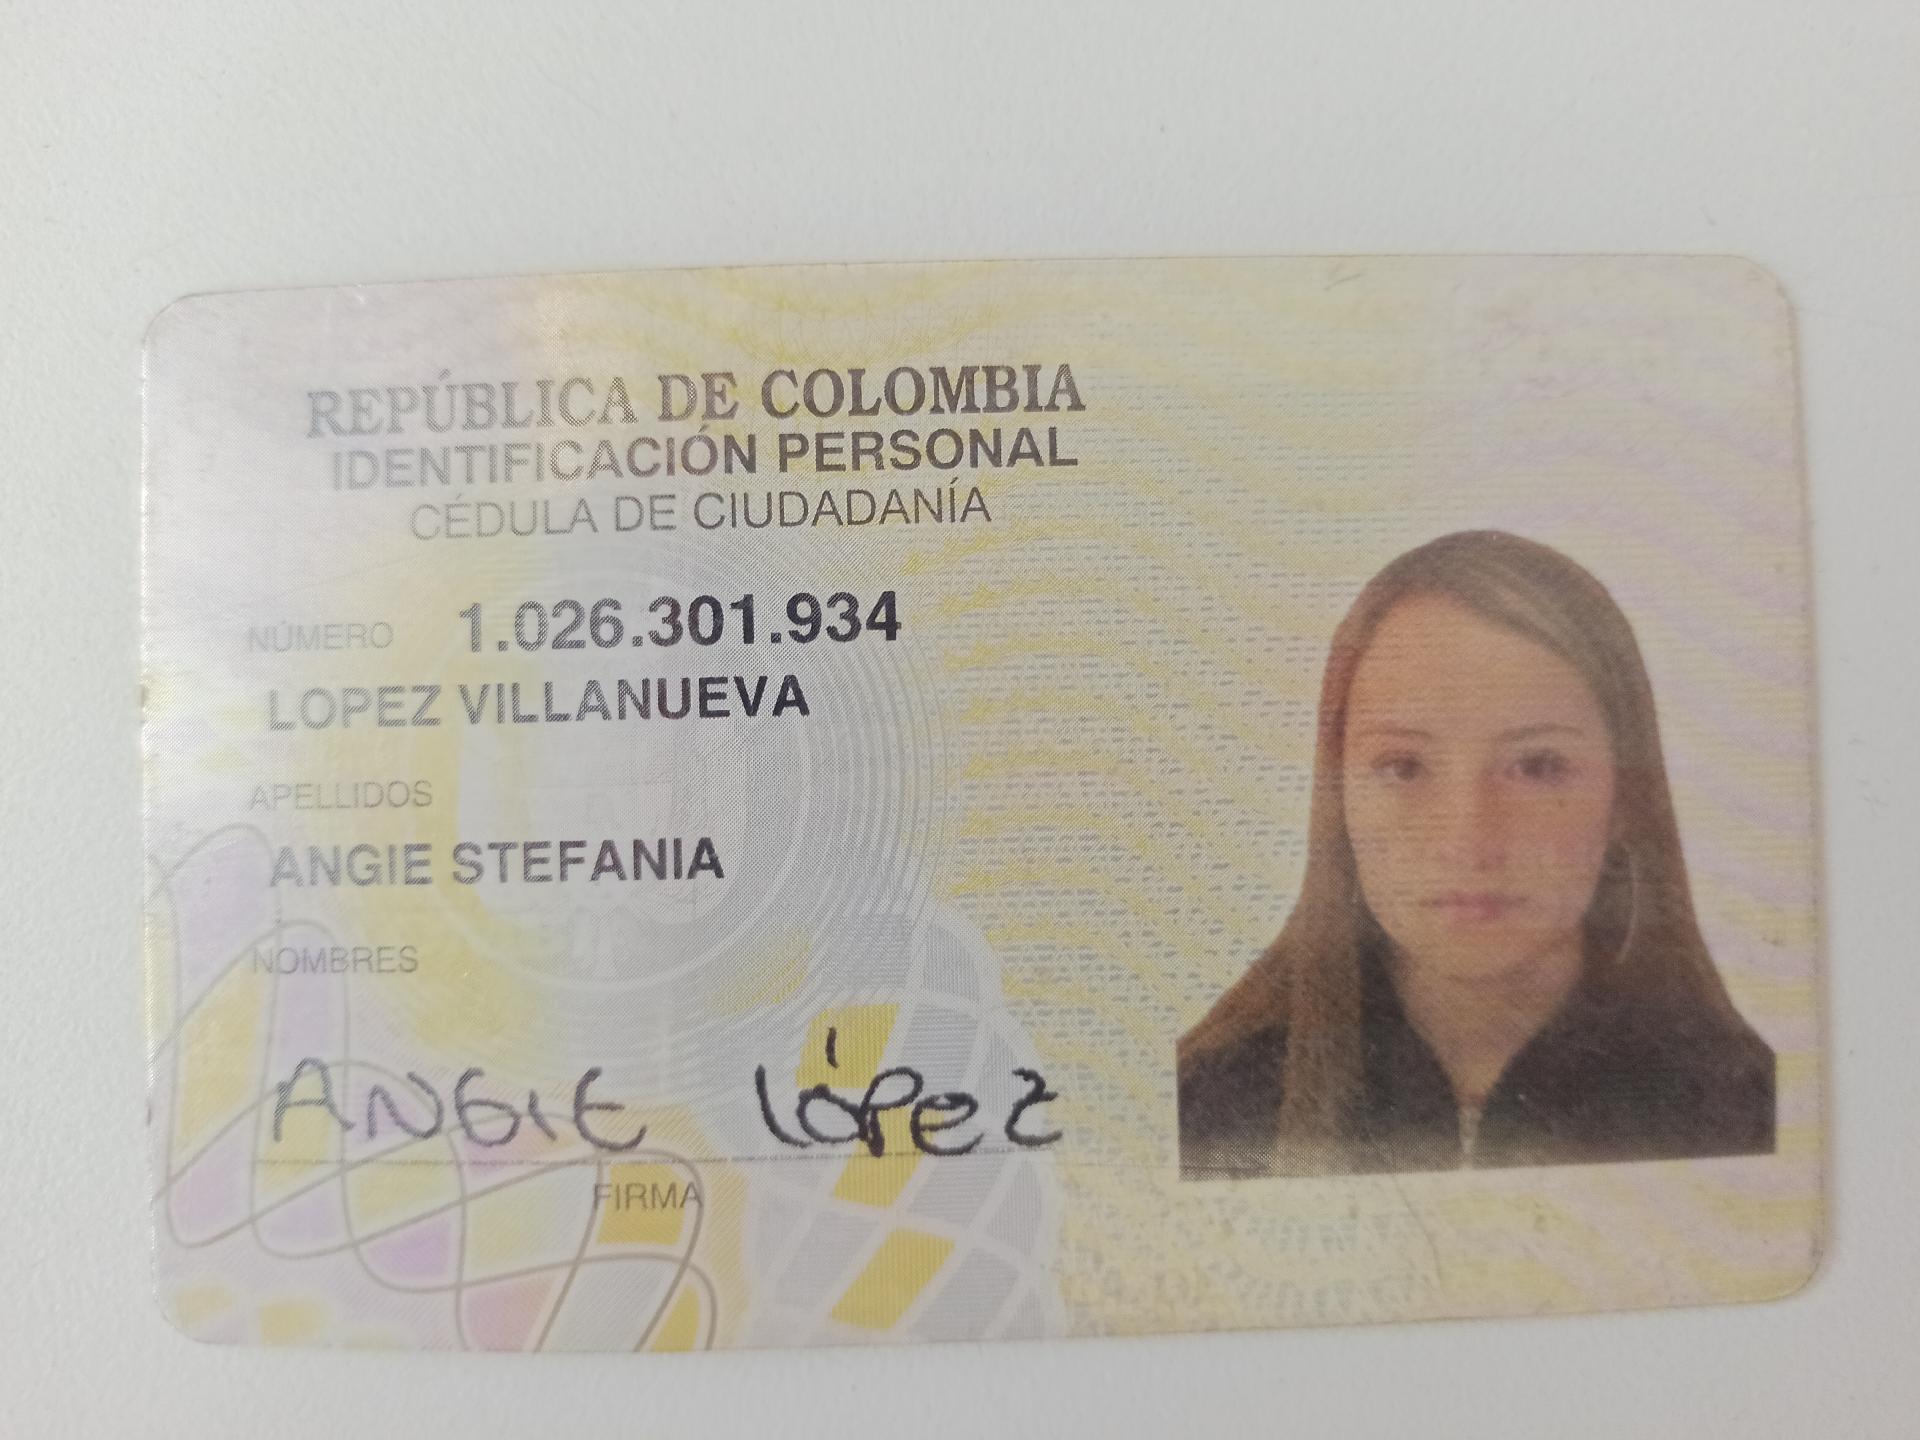 REPÚBLICA DE COLOMBIA
IDENTIFICACIÓN PERSONAL
CÉDULA DE CIUDADANÍA
NÚMERO 1.026.301.934
LOPEZ VILLANUEVA
APELLIDOS
ANGIE STEFANIA
NOMBRES
ANGIE LÓPEZ
FIRMA